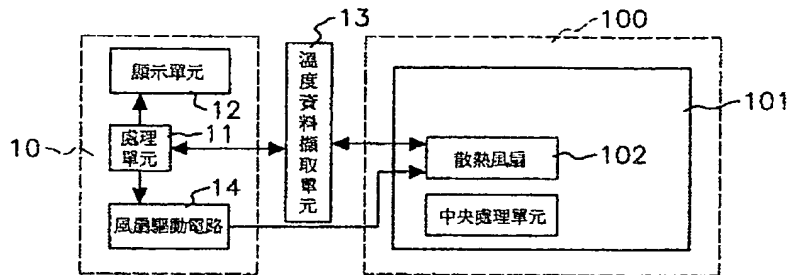 13
100
顯示單元
12
溫度資料擷取單元
101
10
處理單元
11
散熱風扇
102
14
風扇驅動電路
中央處理單元